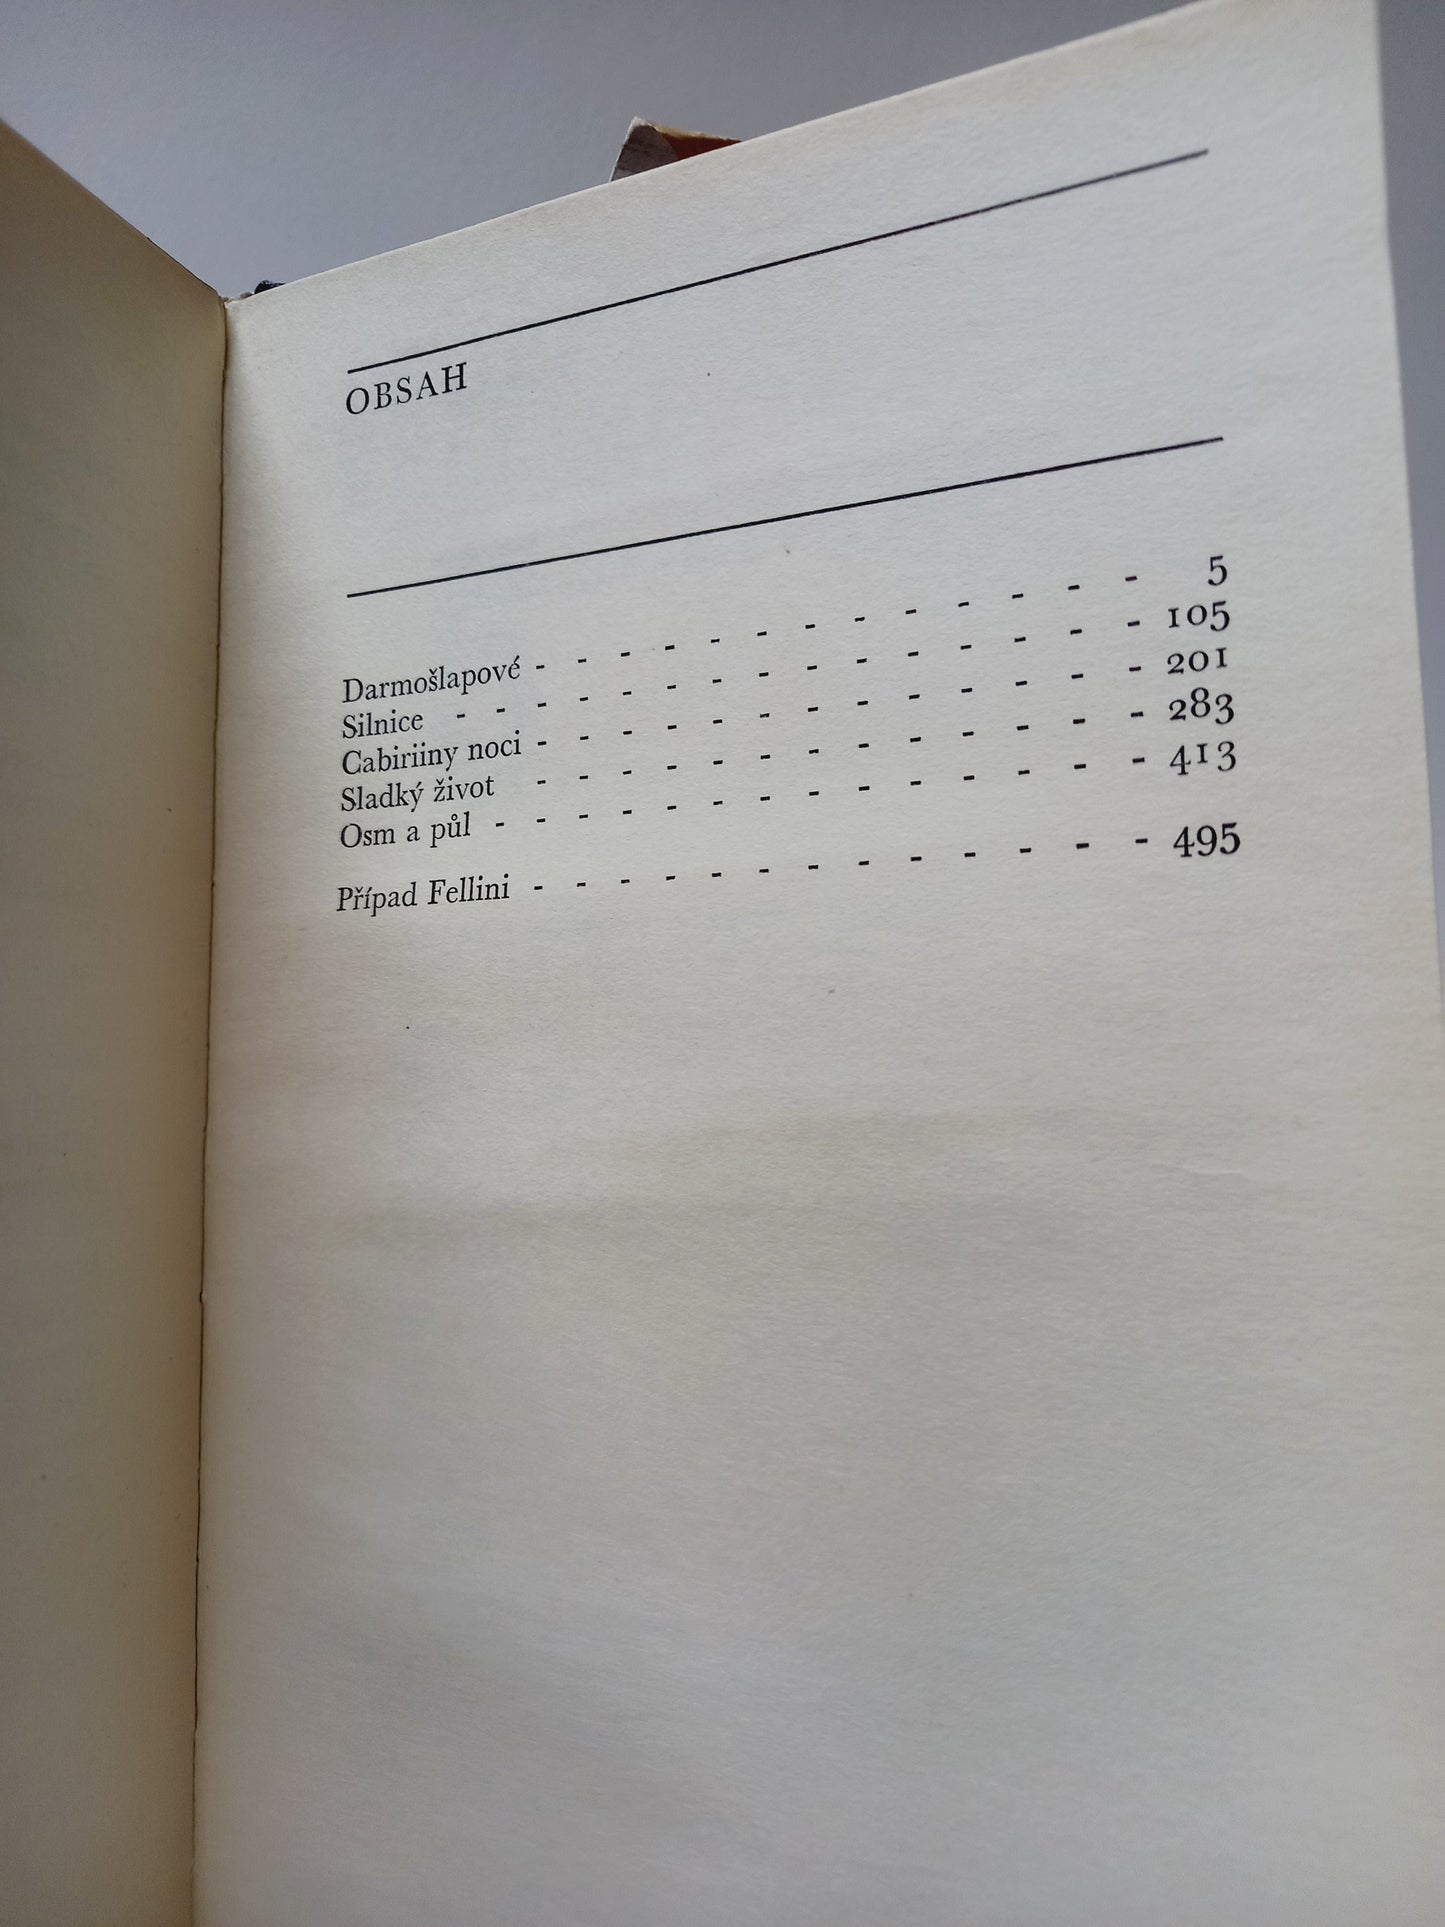 OBSAH
Darmošlapové - - - - - - - - - - - - - 5
Silnice - - - - - - - - - - - - - - - 105
Cabiriiny noci - - - - - - - - - - - - - 201
Sladký život - - - - - - - - - - - - - 283
Osm a půl - - - - - - - - - - - - - - 413
Případ Fellini - - - - - - - - - - - - - 495